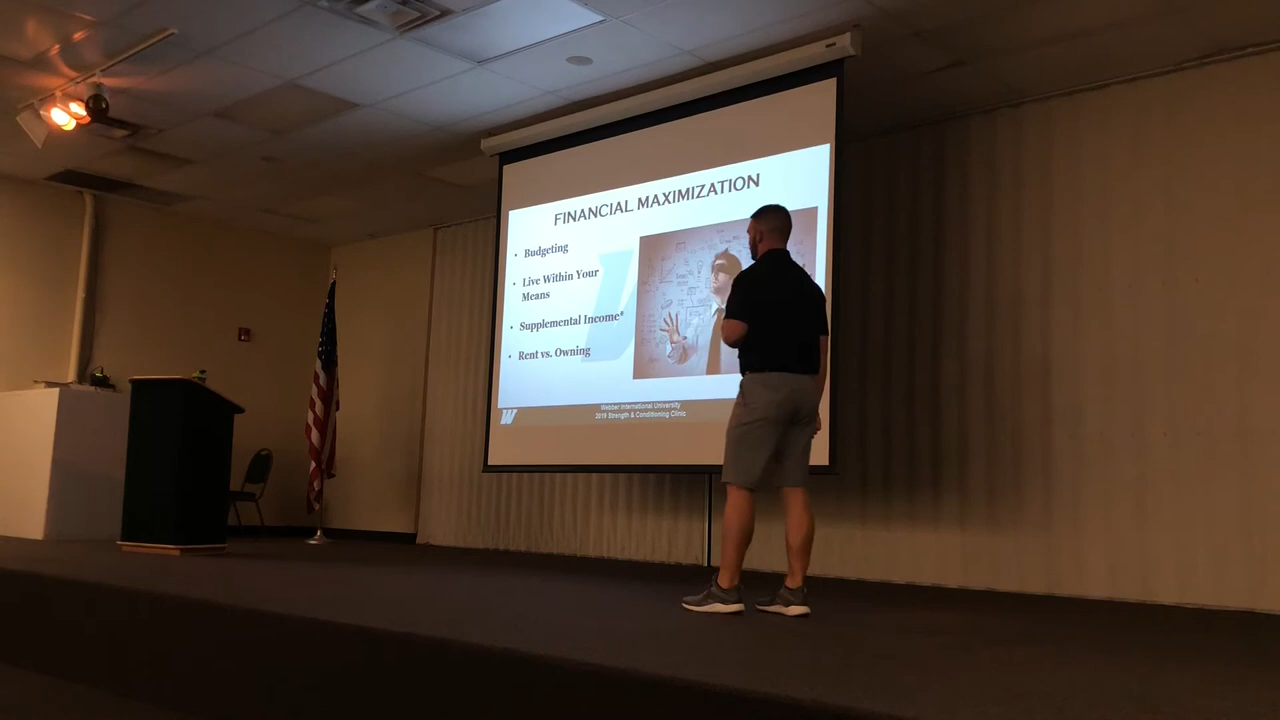 FINANCIAL MAXIMIZATION
• Budgeting
• Live Within Your
Means
• Supplemental Income*
• Rent vs. Owning
W
Webber International University
2019 Strength & Conditioning Clinic